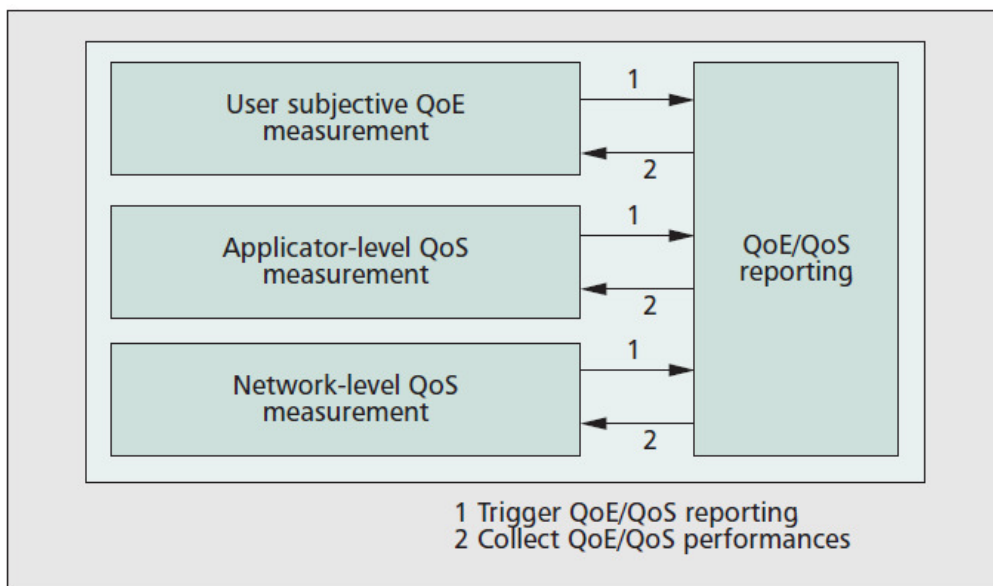 User subjective QoE
measurement
1
2
Applicator-level QoS
measurement
1
2
Network-level QoS
measurement
1
2
QoE/QoS
reporting
1 Trigger QoE/QoS reporting
2 Collect QoE/QoS performances